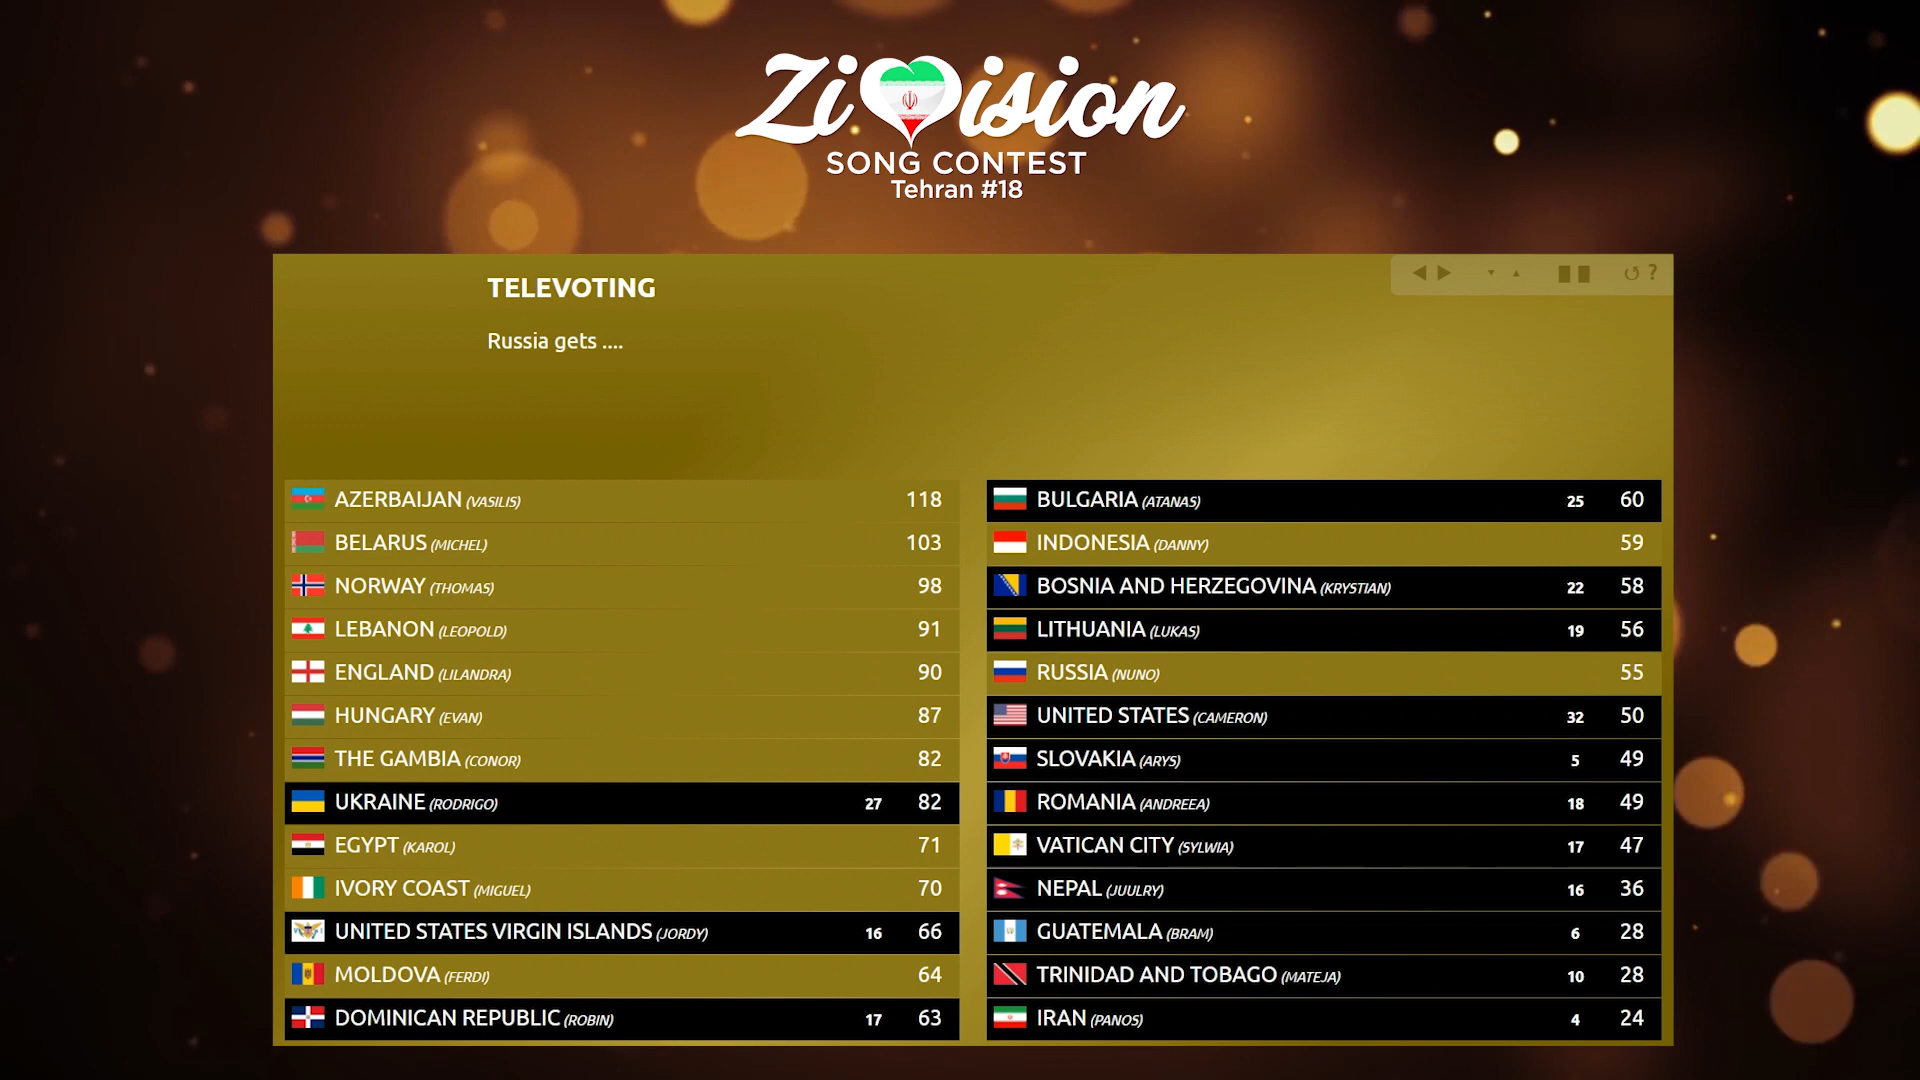 Zivision
SONG CONTEST
Tehran #18
TELEVOTING
Russia gets ....
?
AZERBAIJAN (VASILIS) 118
BELARUS (MICHEL) 103
NORWAY (THOMAS) 98
LEBANON (LEOPOLD) 91
ENGLAND (LILANDRA) 90
HUNGARY (EVAN) 87
THE GAMBIA (CONOR) 82
UKRAINE (RODRIGO) 27 82
EGYPT (KAROL) 71
IVORY COAST (MIGUEL) 70
UNITED STATES VIRGIN ISLANDS (JORDY) 16 66
MOLDOVA (FERDI) 64
DOMINICAN REPUBLIC (ROBIN) 17 63
BULGARIA (ATANAS) 25 60
INDONESIA (DANNY) 59
BOSNIA AND HERZEGOVINA (KRYSTIAN) 22 58
LITHUANIA (LUKAS) 19 56
RUSSIA (NUNO) 55
UNITED STATES (CAMERON) 32 50
SLOVAKIA (ARYS) 5 49
ROMANIA (ANDREEA) 18 49
VATICAN CITY (SYLWIA) 17 47
NEPAL (JUULRY) 16 36
GUATEMALA (BRAM) 6 28
TRINIDAD AND TOBAGO (MATEJA) 10 28
IRAN (PANOS) 4 24